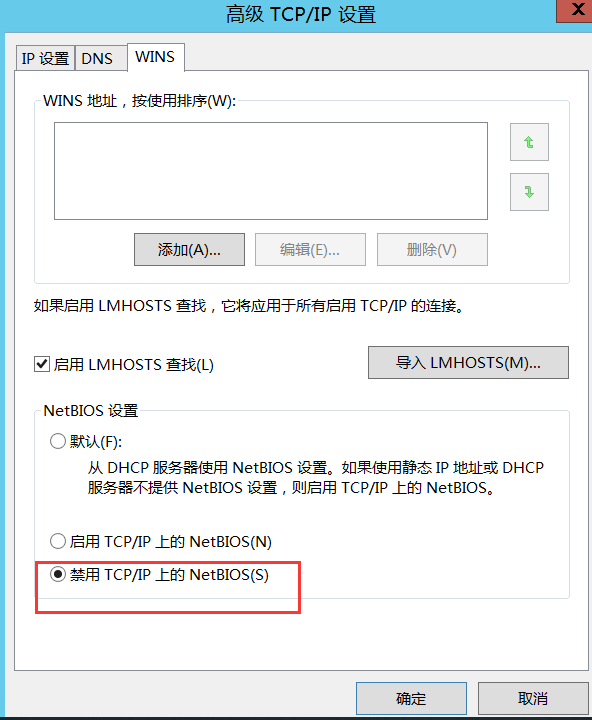 高级 TCP/IP 设置
X
IP 设置
DNS
WINS
WINS 地址，按使用排序(W):
添加(A)...
编辑(E)...
删除(V)
如果启用 LMHOSTS 查找，它将应用于所有启用 TCP/IP 的连接。
启用 LMHOSTS 查找(L)
导入 LMHOSTS(M)...
NetBIOS 设置
默认(F):
从 DHCP 服务器使用 NetBIOS 设置。如果使用静态 IP 地址或 DHCP
服务器不提供 NetBIOS 设置，则启用 TCP/IP 上的 NetBIOS。
启用 TCP/IP 上的 NetBIOS(N)
禁用 TCP/IP 上的 NetBIOS(S)
确定
取消